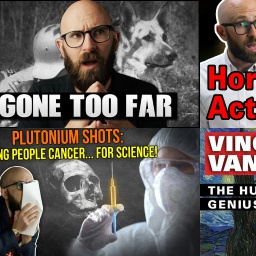 GONE TOO FAR
PLUTONIUM SHOTS:
NG PEOPLE CANCER... FOR SCIENCE!
Hor
Act
VINC
VAN
THE HU
GENIUS